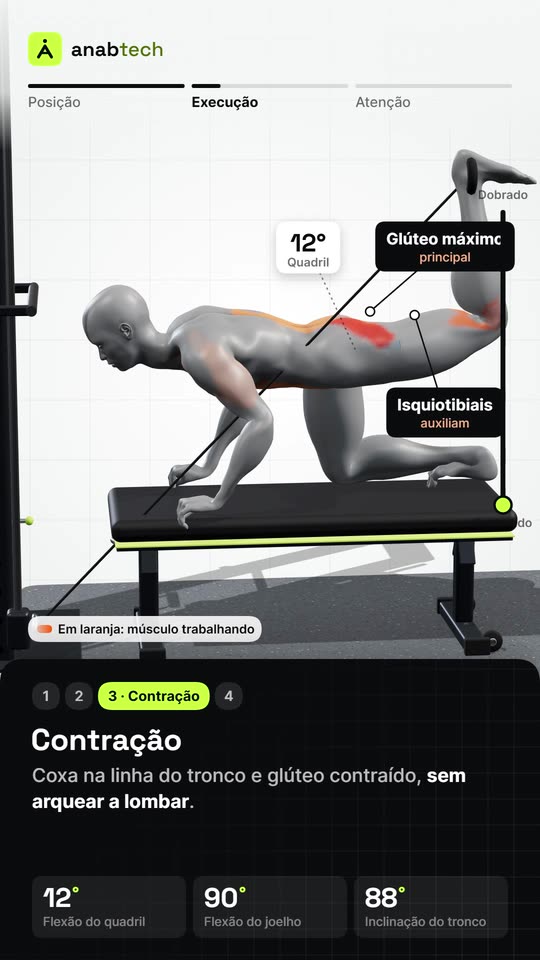 anabtech
Posição
Execução
Atenção
Dobrado
12°
Quadril
Glúteo máximo
principal
Isquiotibiais
auxiliam
do
Em laranja: músculo trabalhando
1
2
3 · Contração
4
Contração
Coxa na linha do tronco e glúteo contraído, sem
arquear a lombar.
12°
Flexão do quadril
90°
Flexão do joelho
88°
Inclinação do tronco